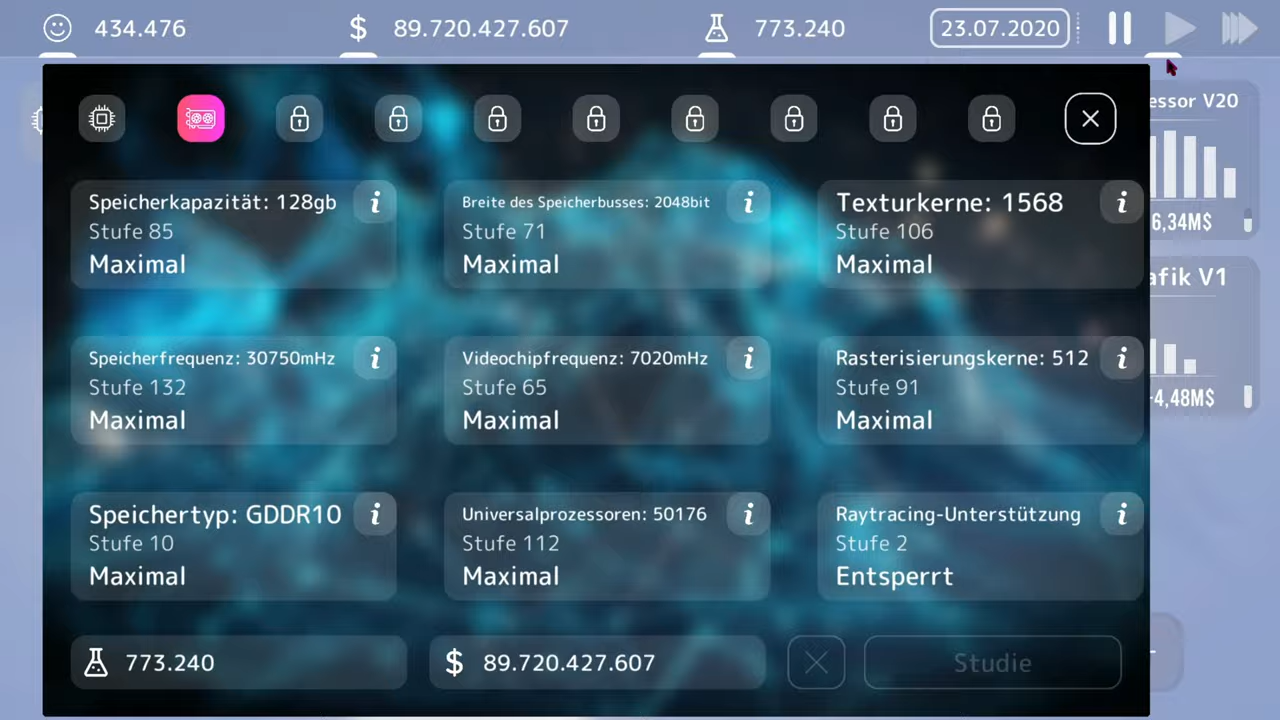 434.476
$ 89.720.427.607
773.240
23.07.2020
essor V20
6,34M$
afik V1
-4,48M$
Speicherkapazität: 128gb
Stufe 85
Maximal
Breite des Speicherbusses: 2048bit
Stufe 71
Maximal
Texturkerne: 1568
Stufe 106
Maximal
Speicherfrequenz: 30750mHz
Stufe 132
Maximal
Videochipfrequenz: 7020mHz
Stufe 65
Maximal
Rasterisierungskerne: 512
Stufe 91
Maximal
Speichertyp: GDDR10
Stufe 10
Maximal
Universalprozessoren: 50176
Stufe 112
Maximal
Raytracing-Unterstützung
Stufe 2
Entsperrt
773.240
$ 89.720.427.607
Studie